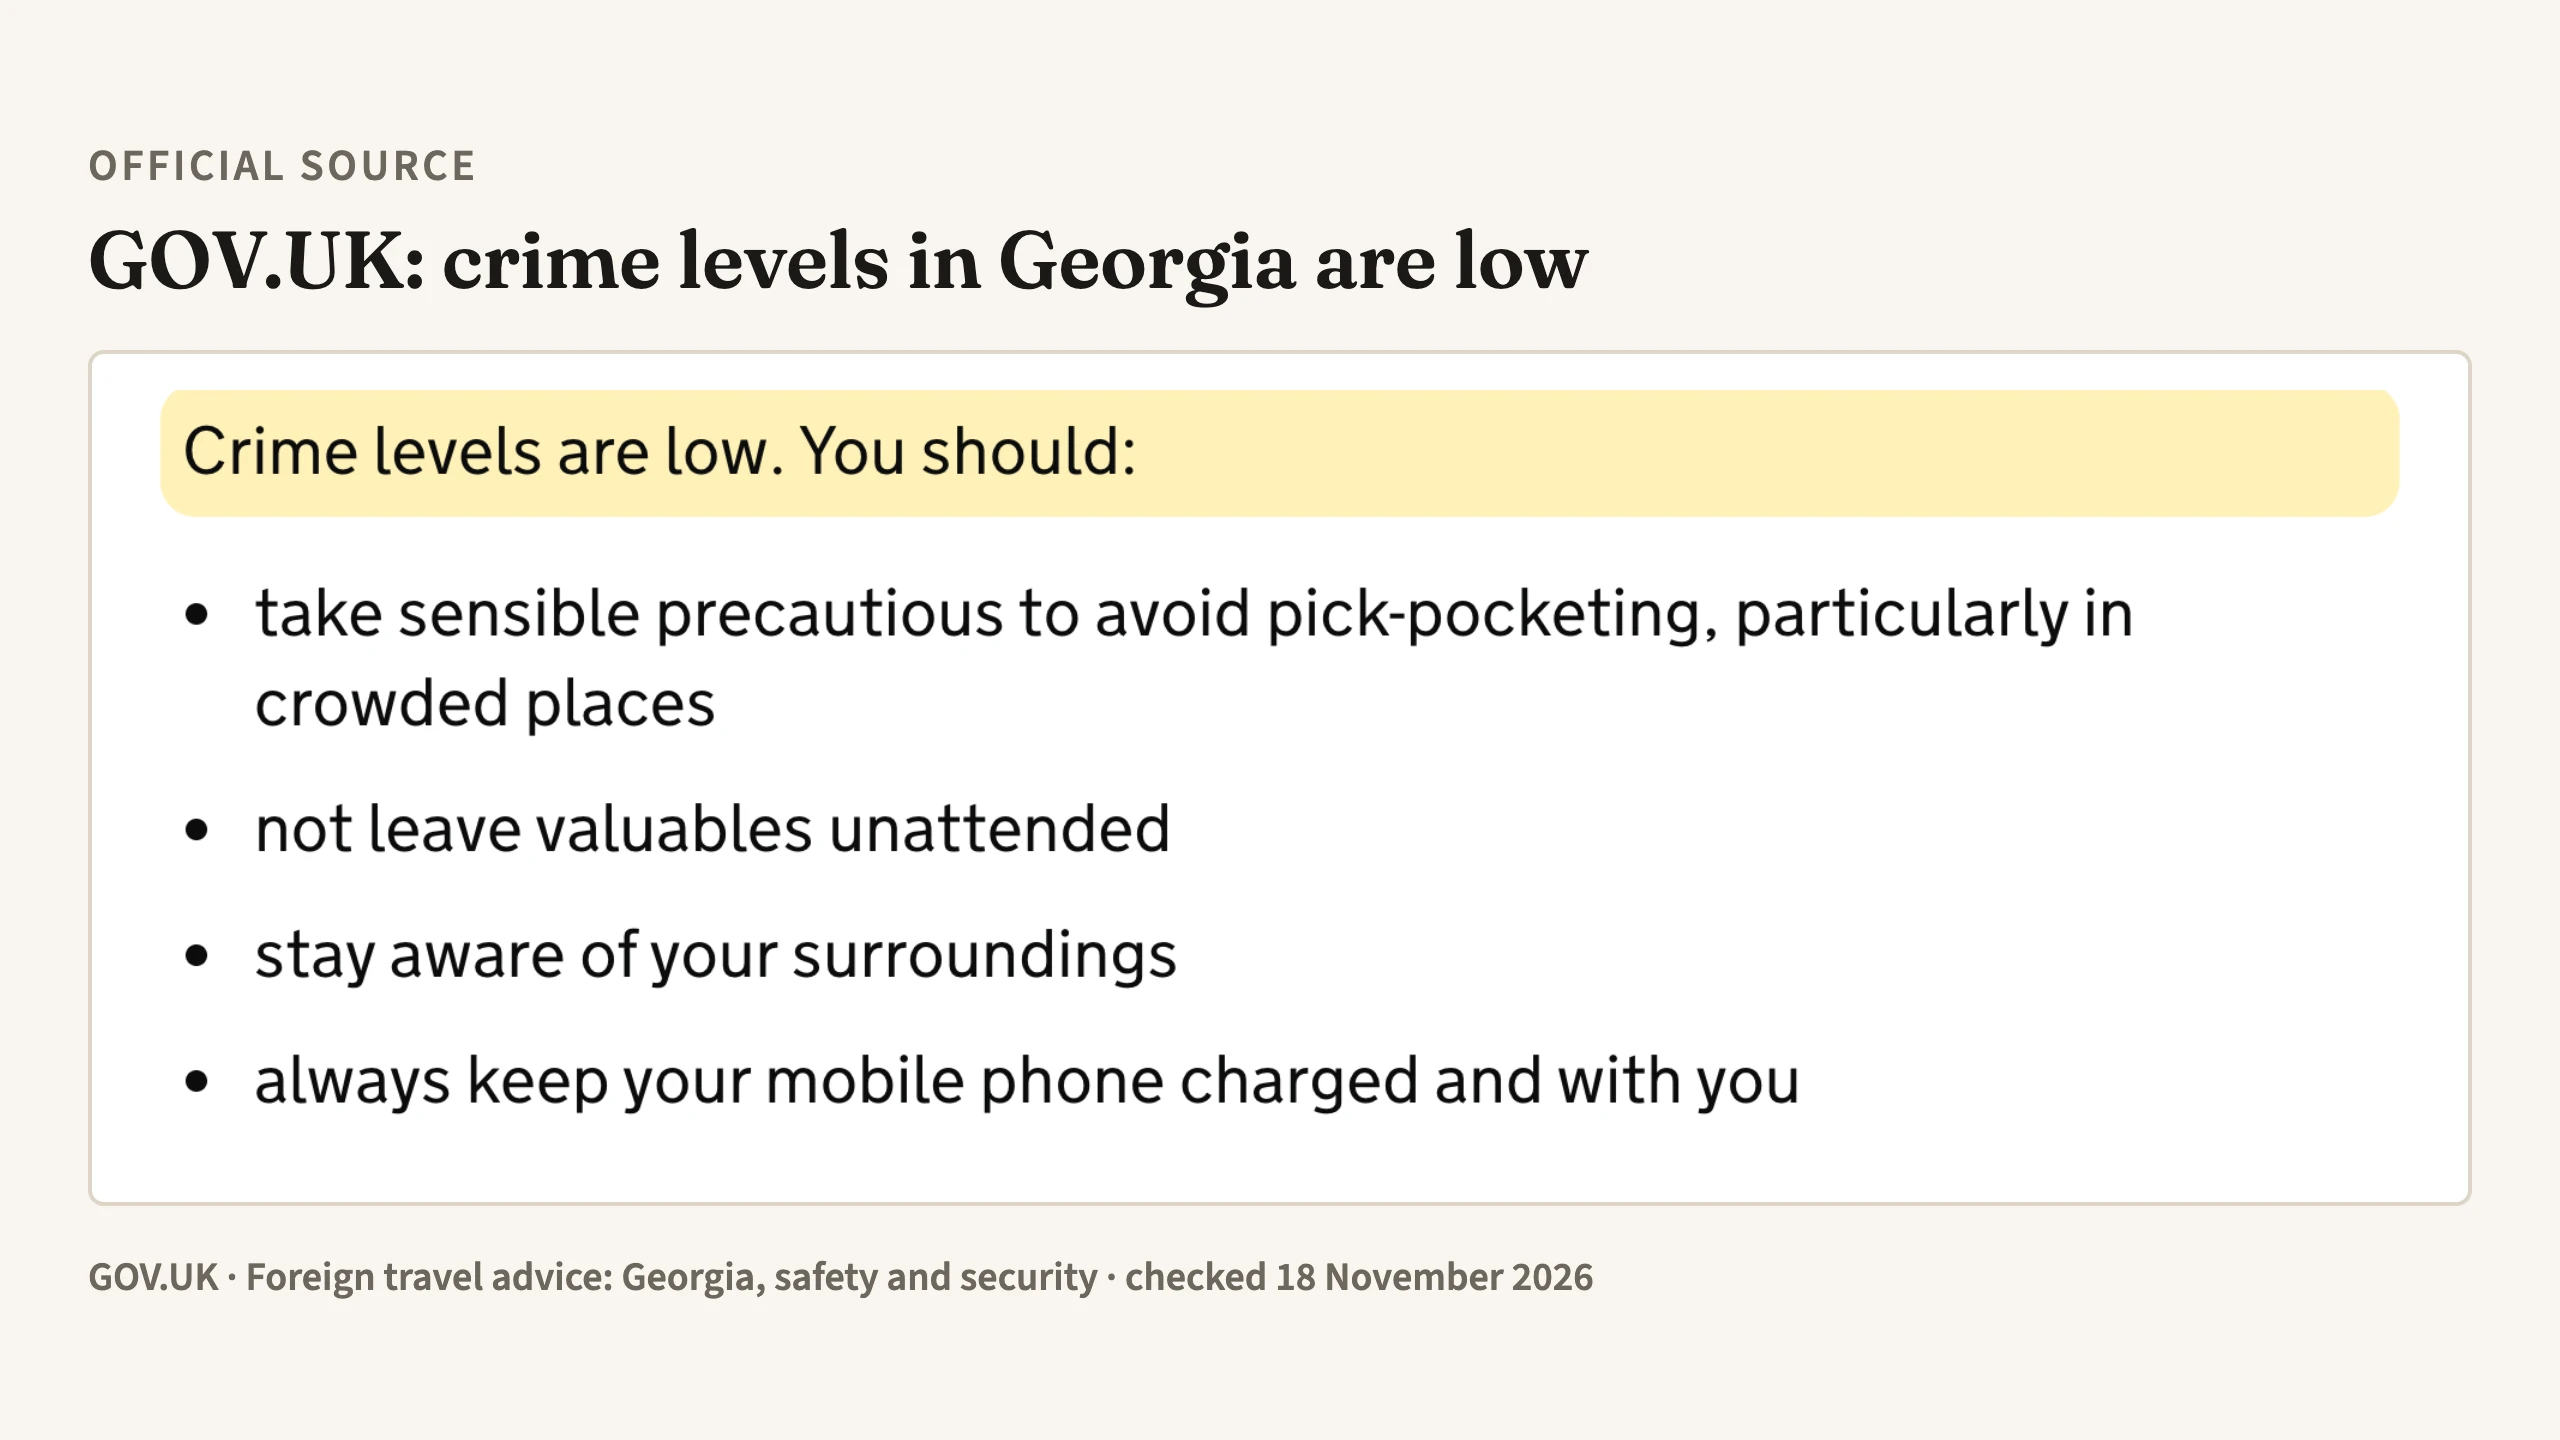 OFFICIAL SOURCE
GOV.UK: crime levels in Georgia are low
Crime levels are low. You should:
• take sensible precautious to avoid pick-pocketing, particularly in
crowded places
• not leave valuables unattended
• stay aware of your surroundings
• always keep your mobile phone charged and with you
GOV.UK · Foreign travel advice: Georgia, safety and security · checked 18 November 2026